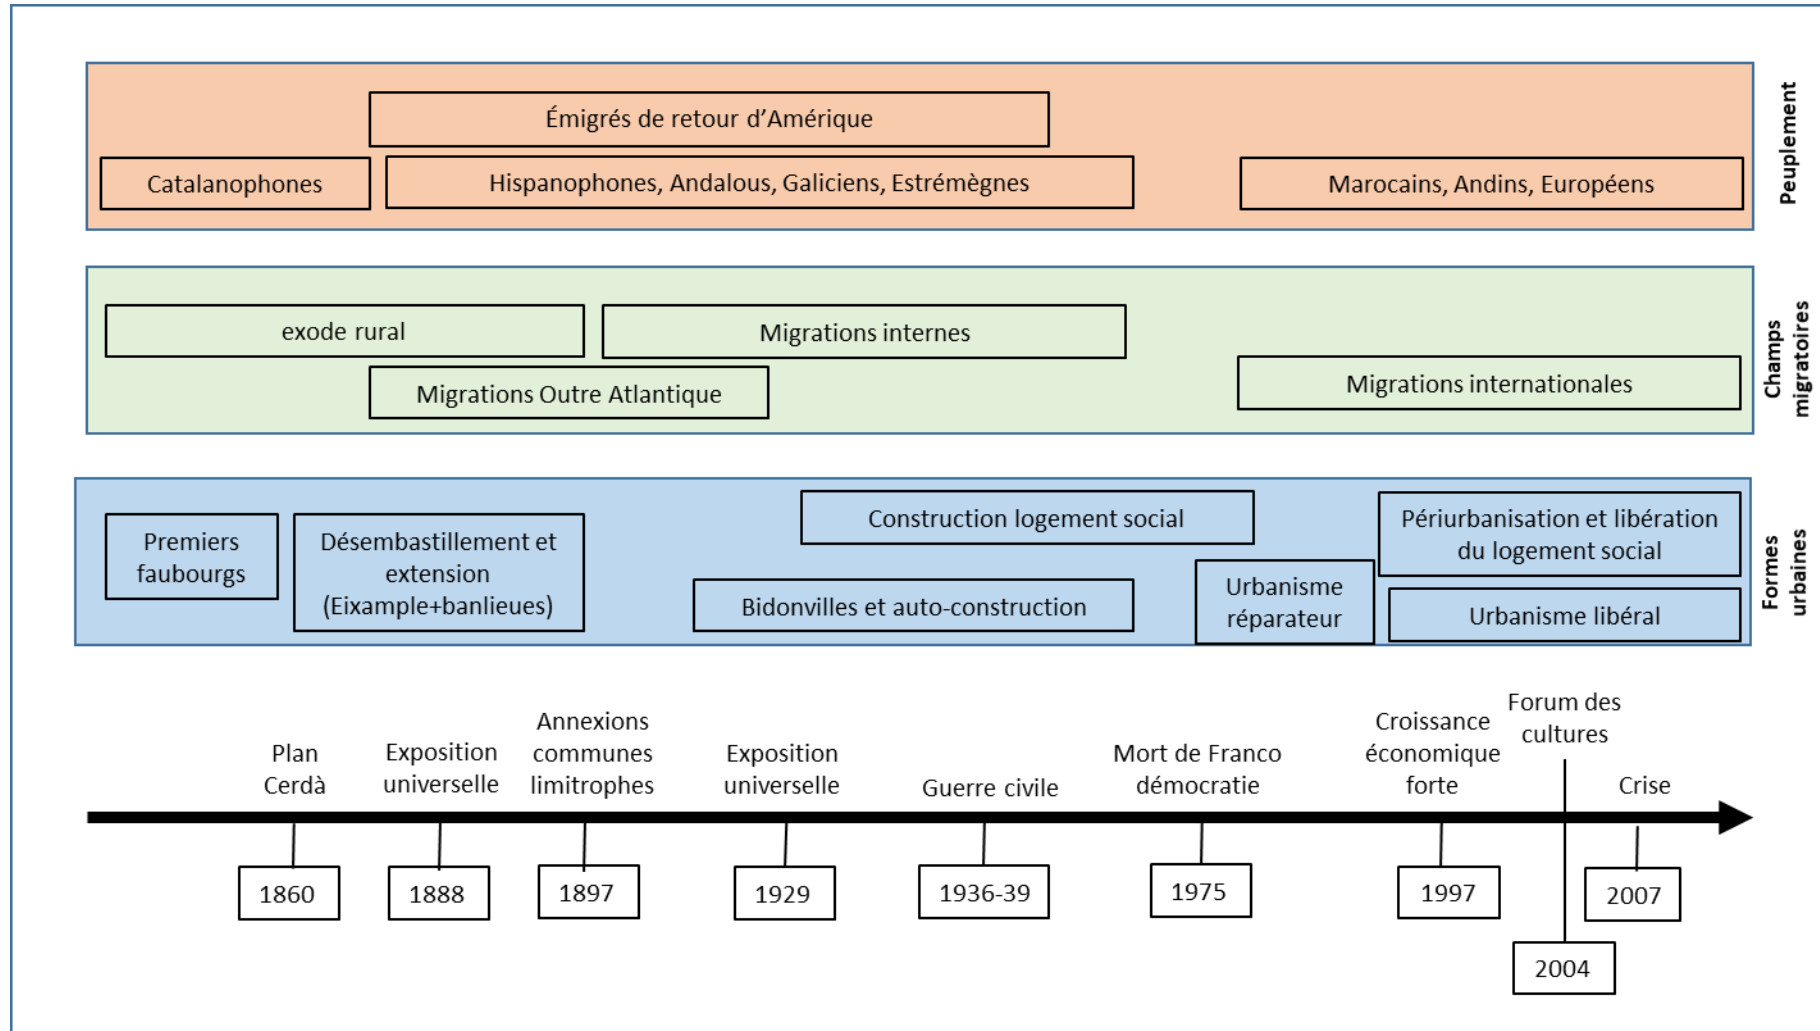 Émigrés de retour d’Amérique
Catalanophones
Hispanophones, Andalous, Galiciens, Estrémègnes
Marocains, Andins, Européens
Peuplement
exode rural
Migrations internes
Migrations Outre Atlantique
Migrations internationales
Champs
migratoires
Premiers
faubourgs
Désembastillement et
extension
(Eixample+banlieues)
Construction logement social
Bidonvilles et auto-construction
Urbanisme
réparateur
Périurbanisation et libération
du logement social
Urbanisme libéral
Formes
urbaines
Plan
Cerdà
Exposition
universelle
Annexions
communes
limitrophes
Exposition
universelle
Guerre civile
Mort de Franco
démocratie
Croissance
économique
forte
Forum des
cultures
Crise
1860
1888
1897
1929
1936-39
1975
1997
2004
2007